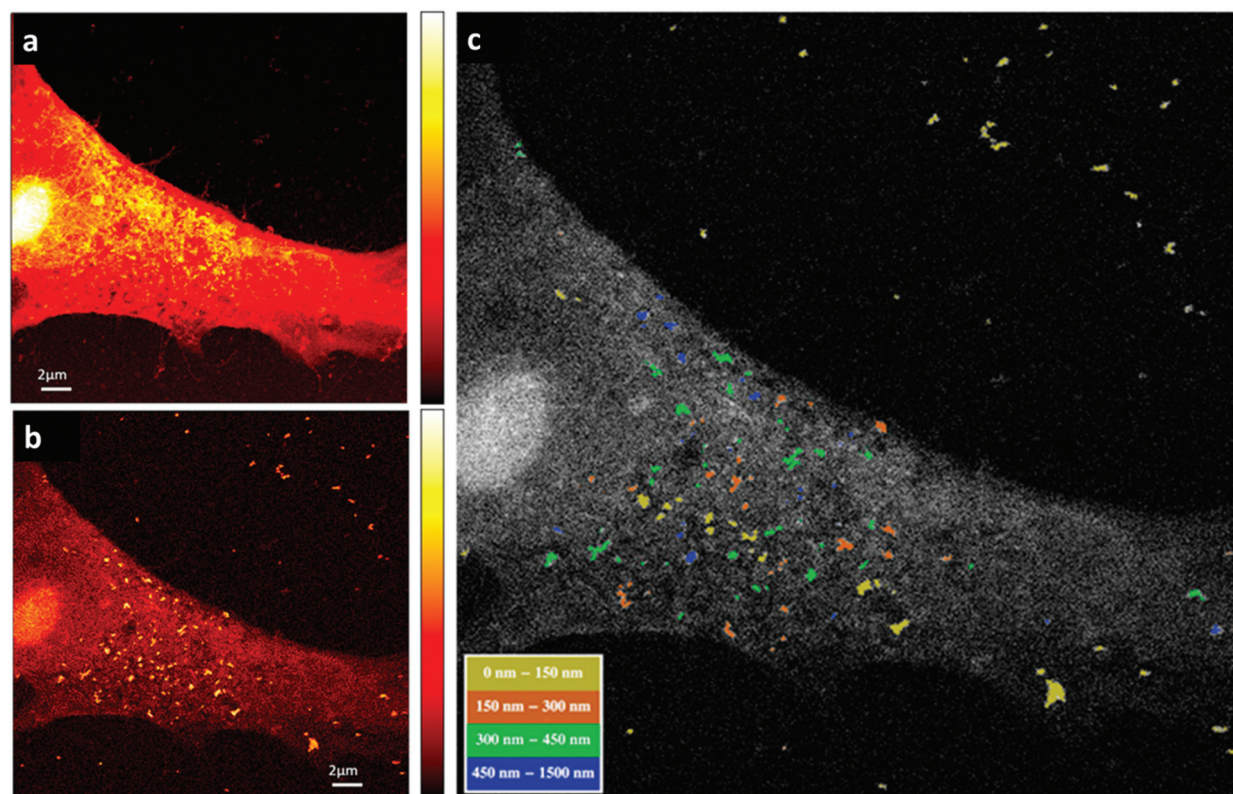 a
2μm
b
2μm
c
0 nm – 150 nm
150 nm – 300 nm
300 nm – 450 nm
450 nm – 1500 nm